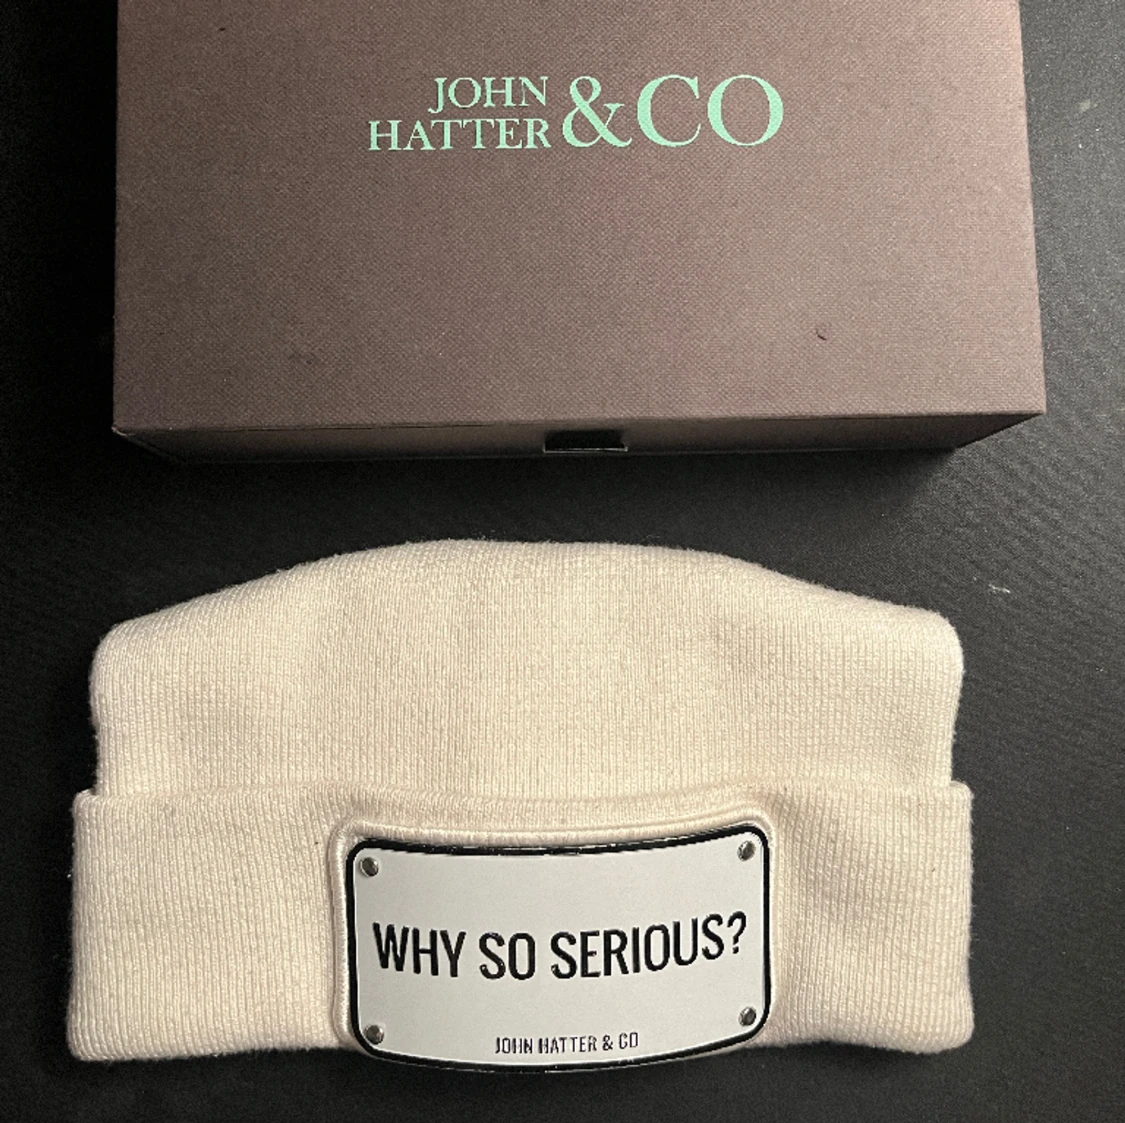 JOHN
HATTER &CO
WHY SO SERIOUS?
JOHN HATTER & CO